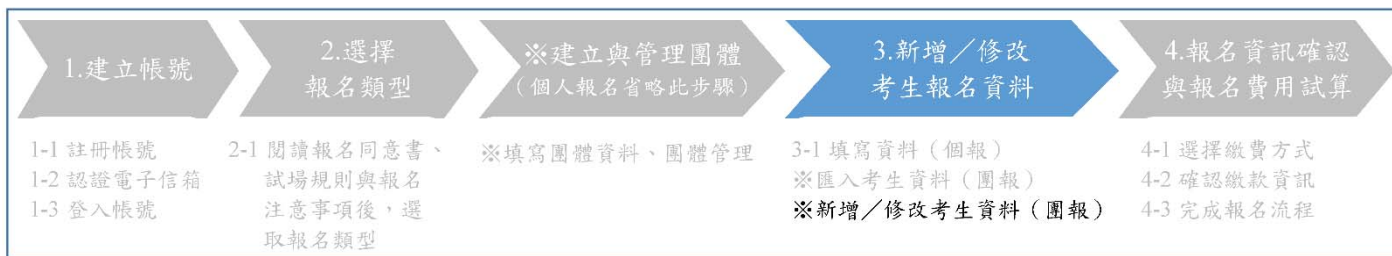 1.建立帳號
2.選擇
報名類型
※建立與管理團體
（個人報名省略此步驟）
3.新增／修改
考生報名資料
4.報名資訊確認
與報名費用試算
1-1 註冊帳號
1-2 認證電子信箱
1-3 登入帳號
2-1 閱讀報名同意書、
試場規則與報名
注意事項後，選
取報名類型
※填寫團體資料、團體管理
3-1 填寫資料（個報）
※匯入考生資料（團報）
※新增／修改考生資料（團報）
4-1 選擇繳費方式
4-2 確認繳款資訊
4-3 完成報名流程